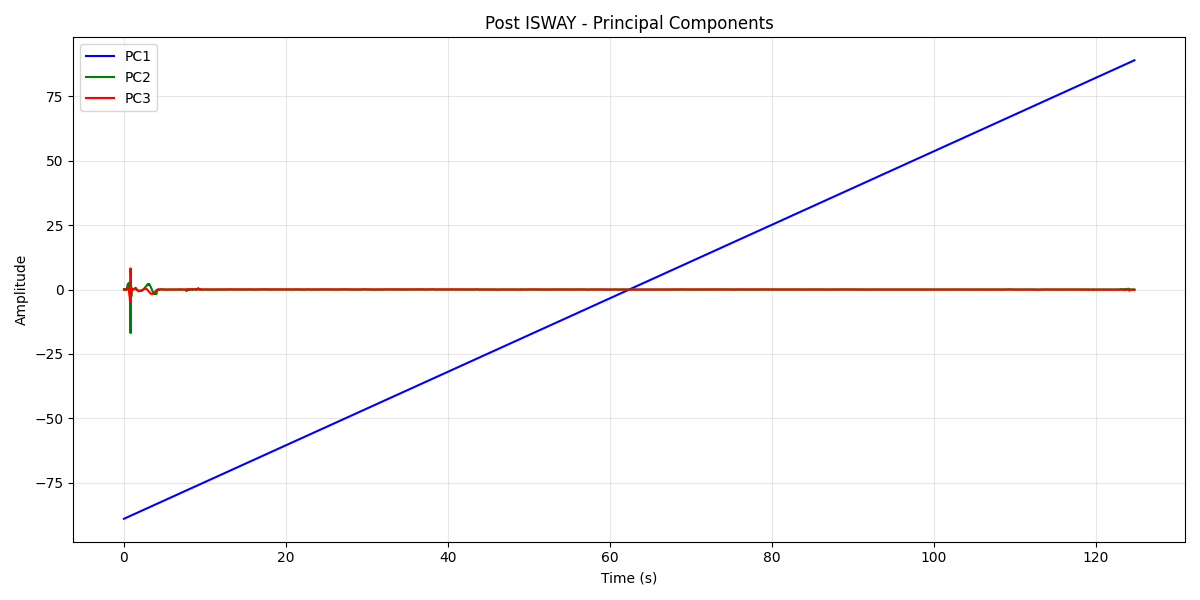 Post ISWAY - Principal Components
PC1
PC2
PC3
Amplitude
75
50
25
0
−25
−50
−75
0 20 40 60 80 100 120
Time (s)